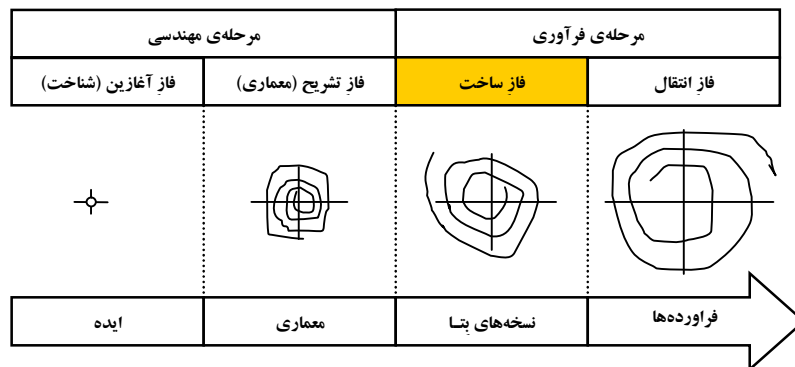 مرحله‌ی مهندسی
مرحله‌ی فرآوری
فازِ آغازین (شناخت)
فازِ تشریح (معماری)
فازِ ساخت
فازِ انتقال
ایده
معماری
نسخه‌های بِتـا
فراورده‌ها